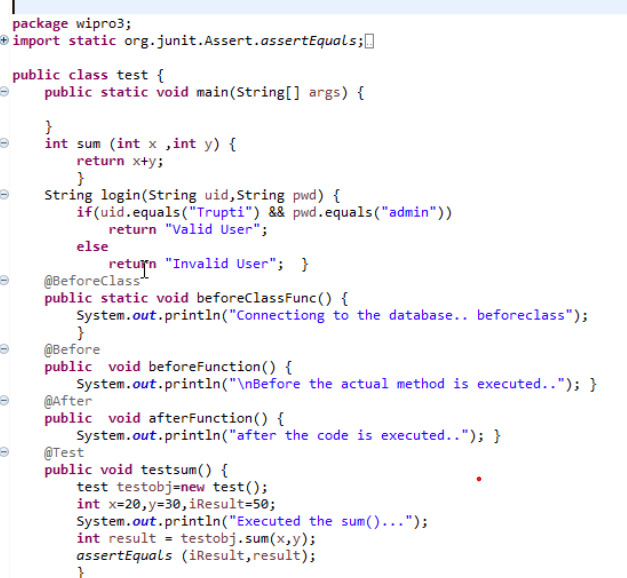 package wipro3;
import static org.junit.Assert.assertEquals;
public class test {
public static void main(String[] args) {
}
int sum (int x ,int y) {
return x+y;
}
String login(String uid,String pwd) {
if(uid.equals("Trupti") && pwd.equals("admin"))
return "Valid User";
else
return "Invalid User";  }
@BeforeClass
public static void beforeClassFunc() {
System.out.println("Connectiong to the database.. beforeclass");
}
@Before
public  void beforeFunction() {
System.out.println("\nBefore the actual method is executed.."); }
@After
public  void afterFunction() {
System.out.println("after the code is executed.."); }
@Test
public void testsum() {
test testobj=new test();
int x=20,y=30,iResult=50;
System.out.println("Executed the sum()...");
int result = testobj.sum(x,y);
assertEquals (iResult,result);
}